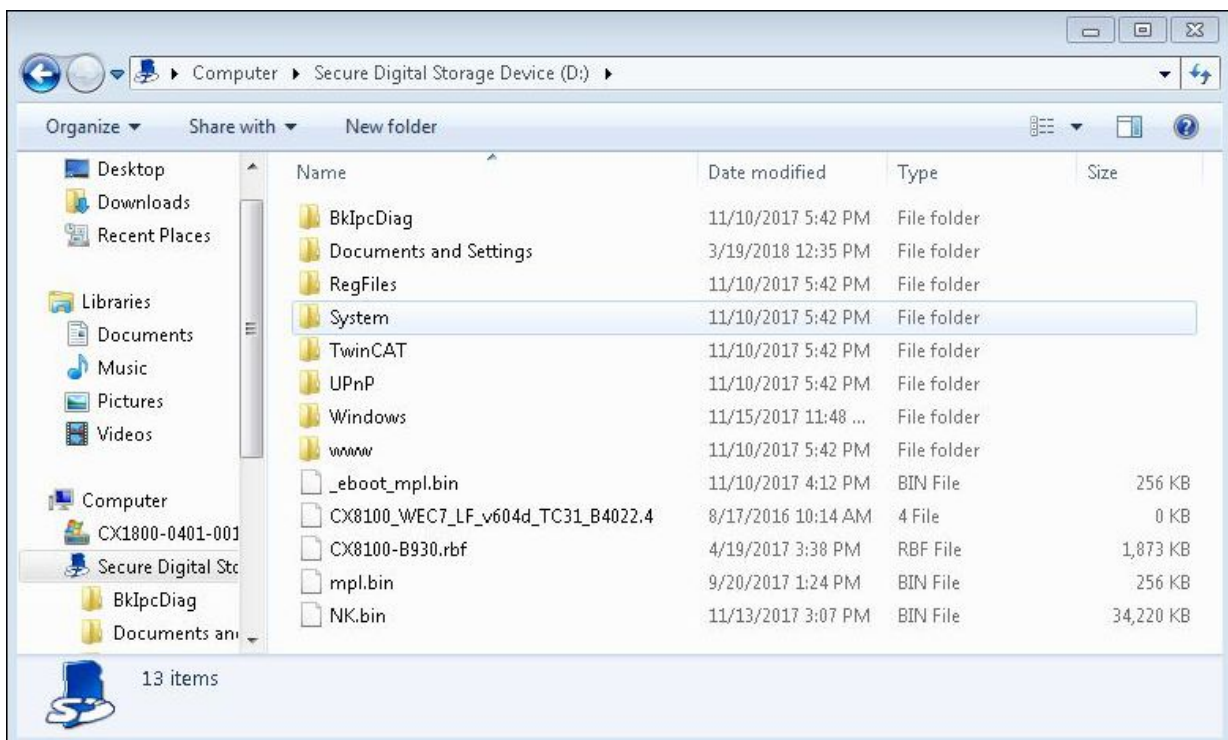 Computer ▸ Secure Digital Storage Device (D:) ▸
Organize Share with New folder
Desktop
Downloads
Recent Places
Libraries
Documents
Music
Pictures
Videos
Computer
CX1800-0401-001
Secure Digital Sto
BkIpcDiag
Documents an
Name Date modified Type Size
BkIpcDiag 11/10/2017 5:42 PM File folder
Documents and Settings 3/19/2018 12:35 PM File folder
RegFiles 11/10/2017 5:42 PM File folder
System 11/10/2017 5:42 PM File folder
TwinCAT 11/10/2017 5:42 PM File folder
UPnP 11/10/2017 5:42 PM File folder
Windows 11/15/2017 11:48 ... File folder
www 11/10/2017 5:42 PM File folder
_eboot_mpl.bin 11/10/2017 4:12 PM BIN File 256 KB
CX8100_WEC7_LF_v604d_TC31_B4022.4 8/17/2016 10:14 AM 4 File 0 KB
CX8100-B930.rbf 4/19/2017 3:38 PM RBF File 1,873 KB
mpl.bin 9/20/2017 1:24 PM BIN File 256 KB
NK.bin 11/13/2017 3:07 PM BIN File 34,220 KB
13 items